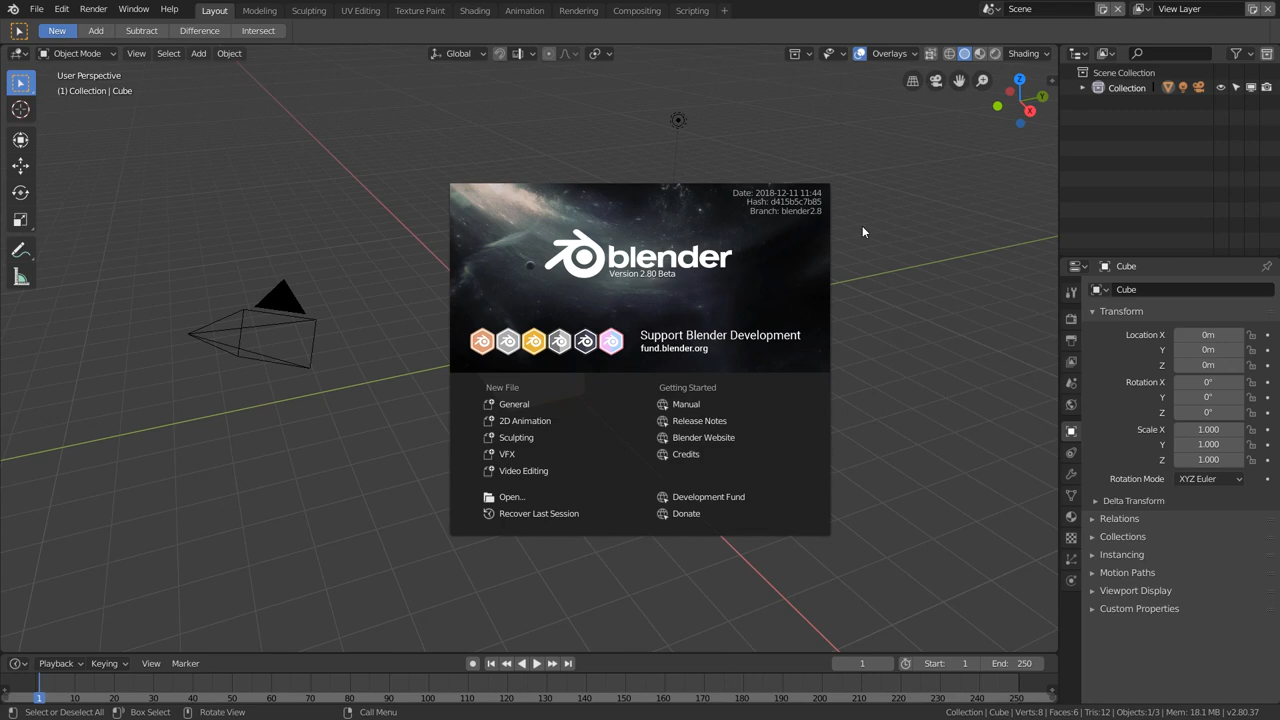 File Edit Render Window Help Layout Modeling Sculpting UV Editing Texture Paint Shading Animation Rendering Compositing Scripting + Scene View Layer
New Add Subtract Difference Intersect
Object Mode View Select Add Object Global Overlays Shading
User Perspective
(1) Collection | Cube
Z
Y
X
Scene Collection
Collection
Date: 2018-12-11 11:44
Hash: d415b5c7b85
Branch: blender2.8
blender
Version 2.80 Beta
Support Blender Development
fund.blender.org
New File
General
2D Animation
Sculpting
VFX
Video Editing
Open...
Recover Last Session
Getting Started
Manual
Release Notes
Blender Website
Credits
Development Fund
Donate
Cube
Cube
Transform
Location X 0m
Y 0m
Z 0m
Rotation X 0°
Y 0°
Z 0°
Scale X 1.000
Y 1.000
Z 1.000
Rotation Mode XYZ Euler
Delta Transform
Relations
Collections
Instancing
Motion Paths
Viewport Display
Custom Properties
Playback Keying View Marker 1 Start: 1 End: 250
1 10 20 30 40 50 60 70 80 90 100 110 120 130 140 150 160 170 180 190 200 210 220 230 240 250
Select or Deselect All Box Select Rotate View Call Menu Collection | Cube | Verts:8 | Faces:6 | Tris:12 | Objects:1/3 | Mem: 18.1 MB | v2.80.37